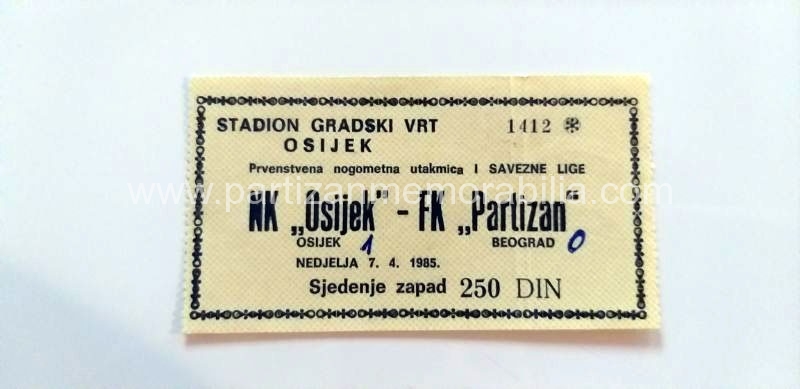 STADION GRADSKI VRT 1412 ✻
OSIJEK
Prvenstvena nogometna utakmica I SAVEZNE LIGE
www.partizanmemorabilia.com
NK „Osijek" - FK „Partizan"
OSIJEK 1 BEOGRAD 0
NEDJELJA 7. 4. 1985.
Sjedenje zapad 250 DIN